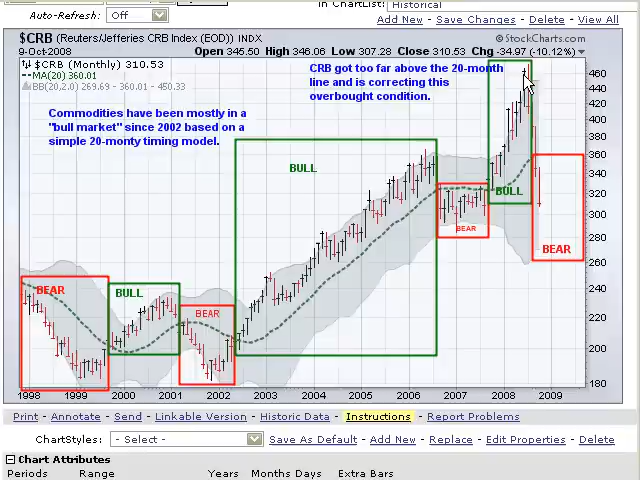 In ChartList: Historical
Auto-Refresh: Off
Add New - Save Changes - Delete - View All
$CRB (Reuters/Jefferies CRB Index (EOD)) INDX
© StockCharts.com
9-Oct-2008
Open 345.50 High 346.06 Low 307.28 Close 310.53 Chg -34.97 (-10.12%)
$CRB (Monthly) 310.53
MA(20) 360.01
BB(20,2.0) 269.69 - 360.01 - 450.33
CRB got too far above the 20-month
line and is correcting this
overbought condition.
Commodities have been mostly in a
"bull market" since 2002 based on a
simple 20-monty timing model.
460
440
420
400
380
360
340
320
300
280
260
240
220
200
180
BULL
BULL
BEAR
BEAR
BEAR
BULL
BEAR
1998 1999 2000 2001 2002 2003 2004 2005 2006 2007 2008 2009
Print - Annotate - Send - Linkable Version - Historic Data - Instructions - Report Problems
ChartStyles: - Select - Save As Default - Add New - Replace - Edit Properties - Delete
Chart Attributes
Periods Range Years Months Days Extra Bars